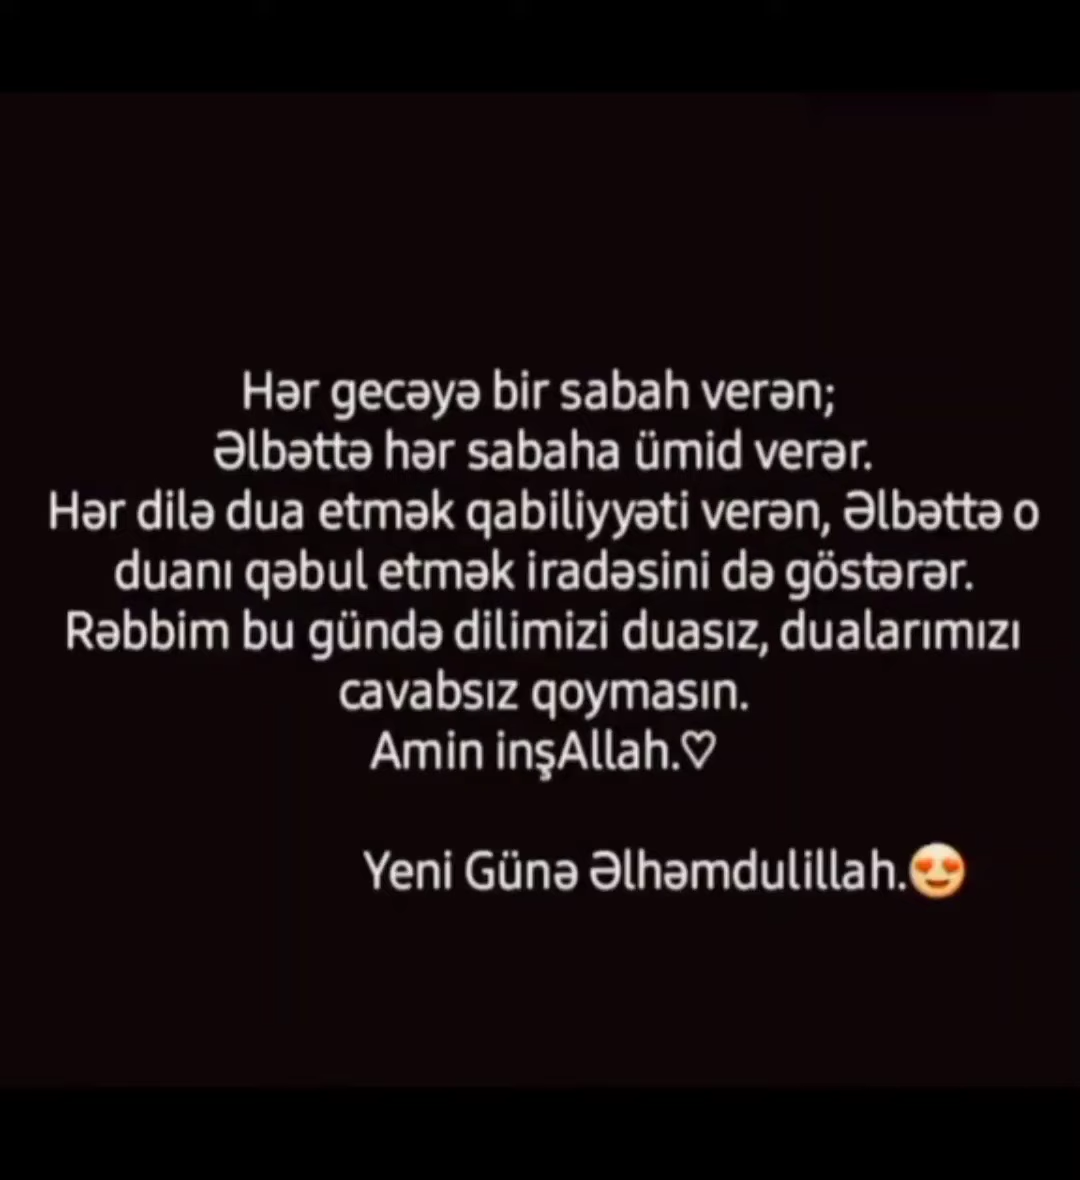 Hər gecəyə bir sabah verən;
Əlbəttə hər sabaha ümid verər.
Hər dilə dua etmək qabiliyyəti verən, Əlbəttə o
duanı qəbul etmək iradəsini də göstərər.
Rəbbim bu gündə dilimizi duasız, dualarımızı
cavabsız qoymasın.
Amin inşAllah.♡
Yeni Günə Əlhəmdulillah.😍